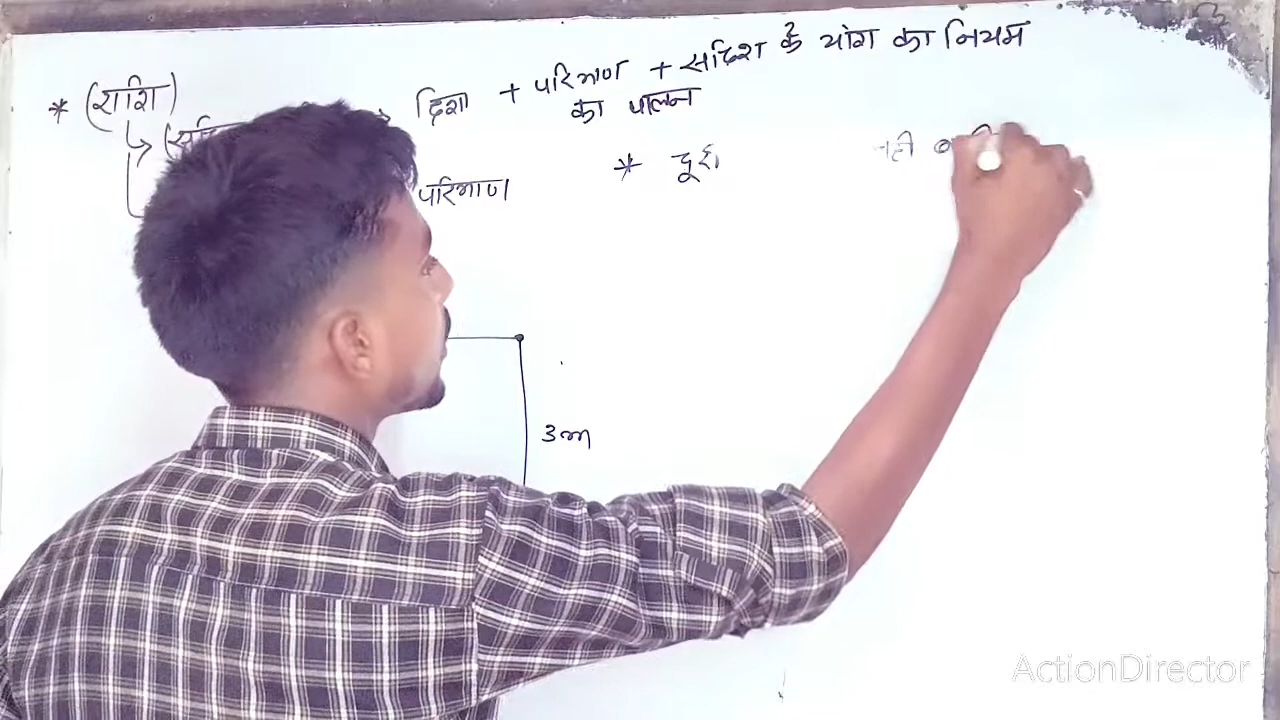 * (राशि) दिशा + परिमाण + सदिश के योग का नियम
का पालन
परिमाण
* दूरी
3m
ActionDirector